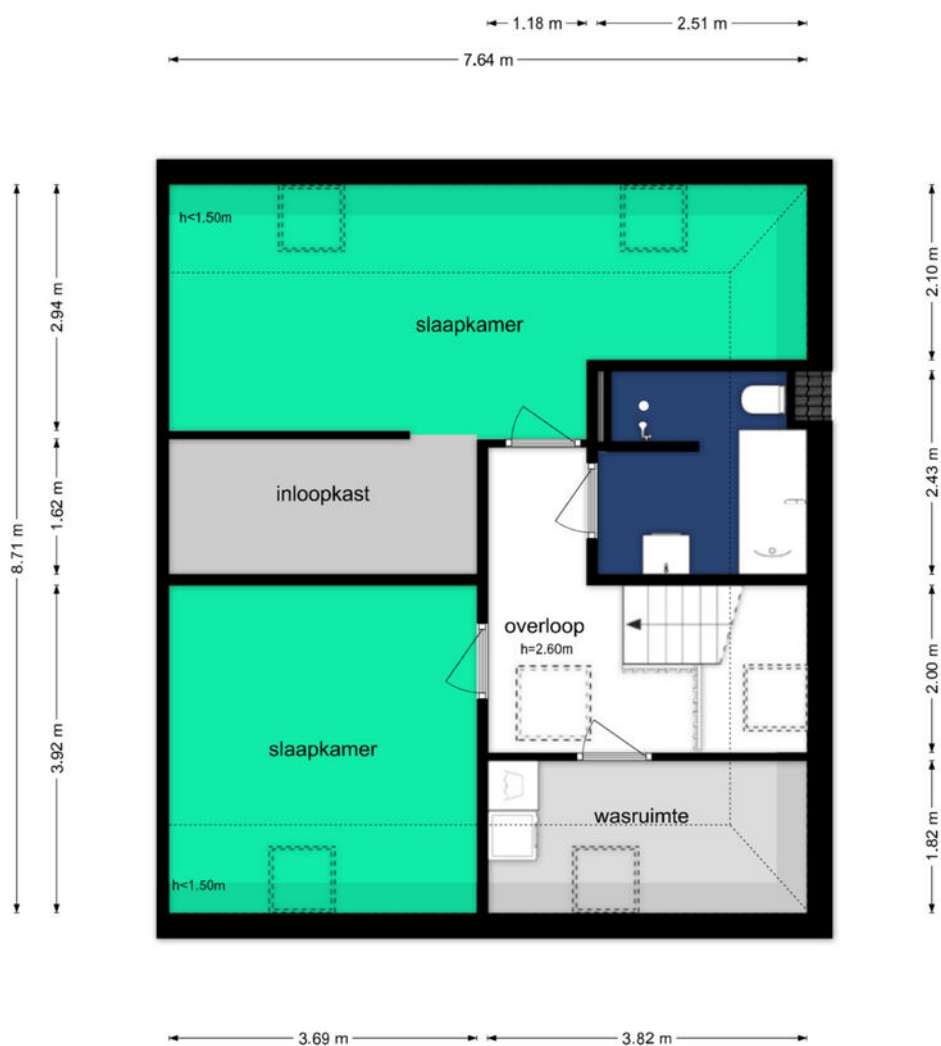 1.18 m
2.51 m
7.64 m
h<1.50m
2.94 m
2.10 m
slaapkamer
8.71 m
1.62 m
inloopkast
2.43 m
overloop
h=2.60m
2.00 m
3.92 m
slaapkamer
wasruimte
1.82 m
h<1.50m
3.69 m
3.82 m